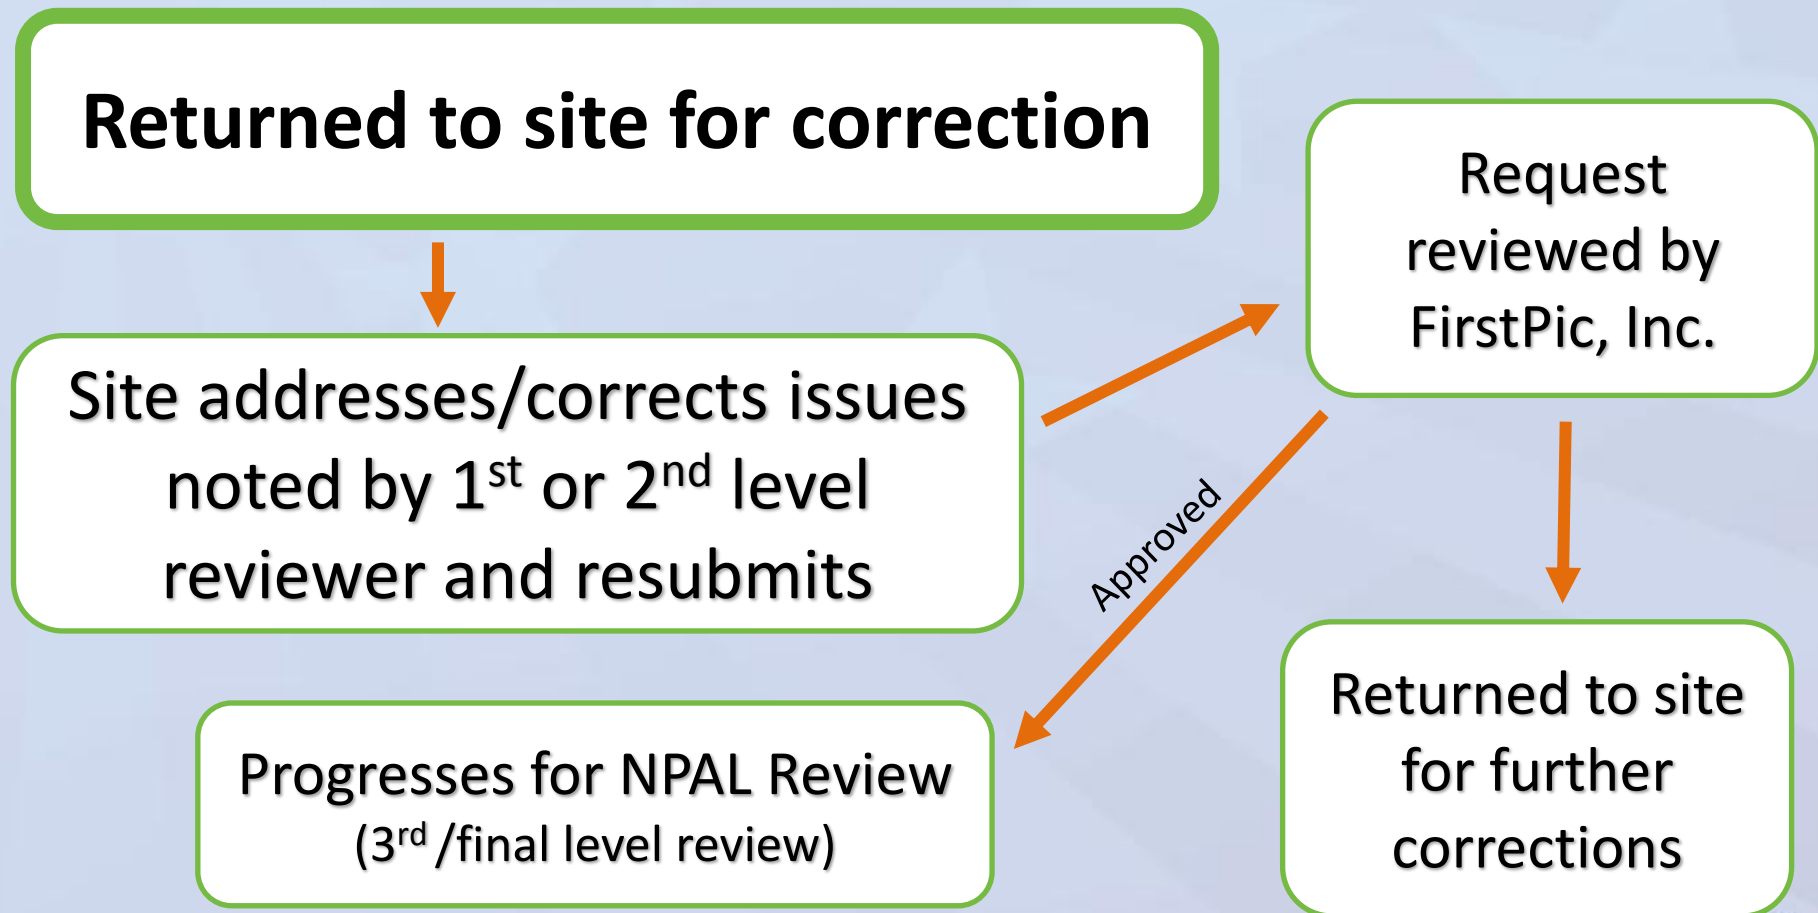 Returned to site for correction
Site addresses/corrects issues
noted by 1st or 2nd level
reviewer and resubmits
Request
reviewed by
FirstPic, Inc.
Approved
Progresses for NPAL Review
(3rd /final level review)
Returned to site
for further
corrections